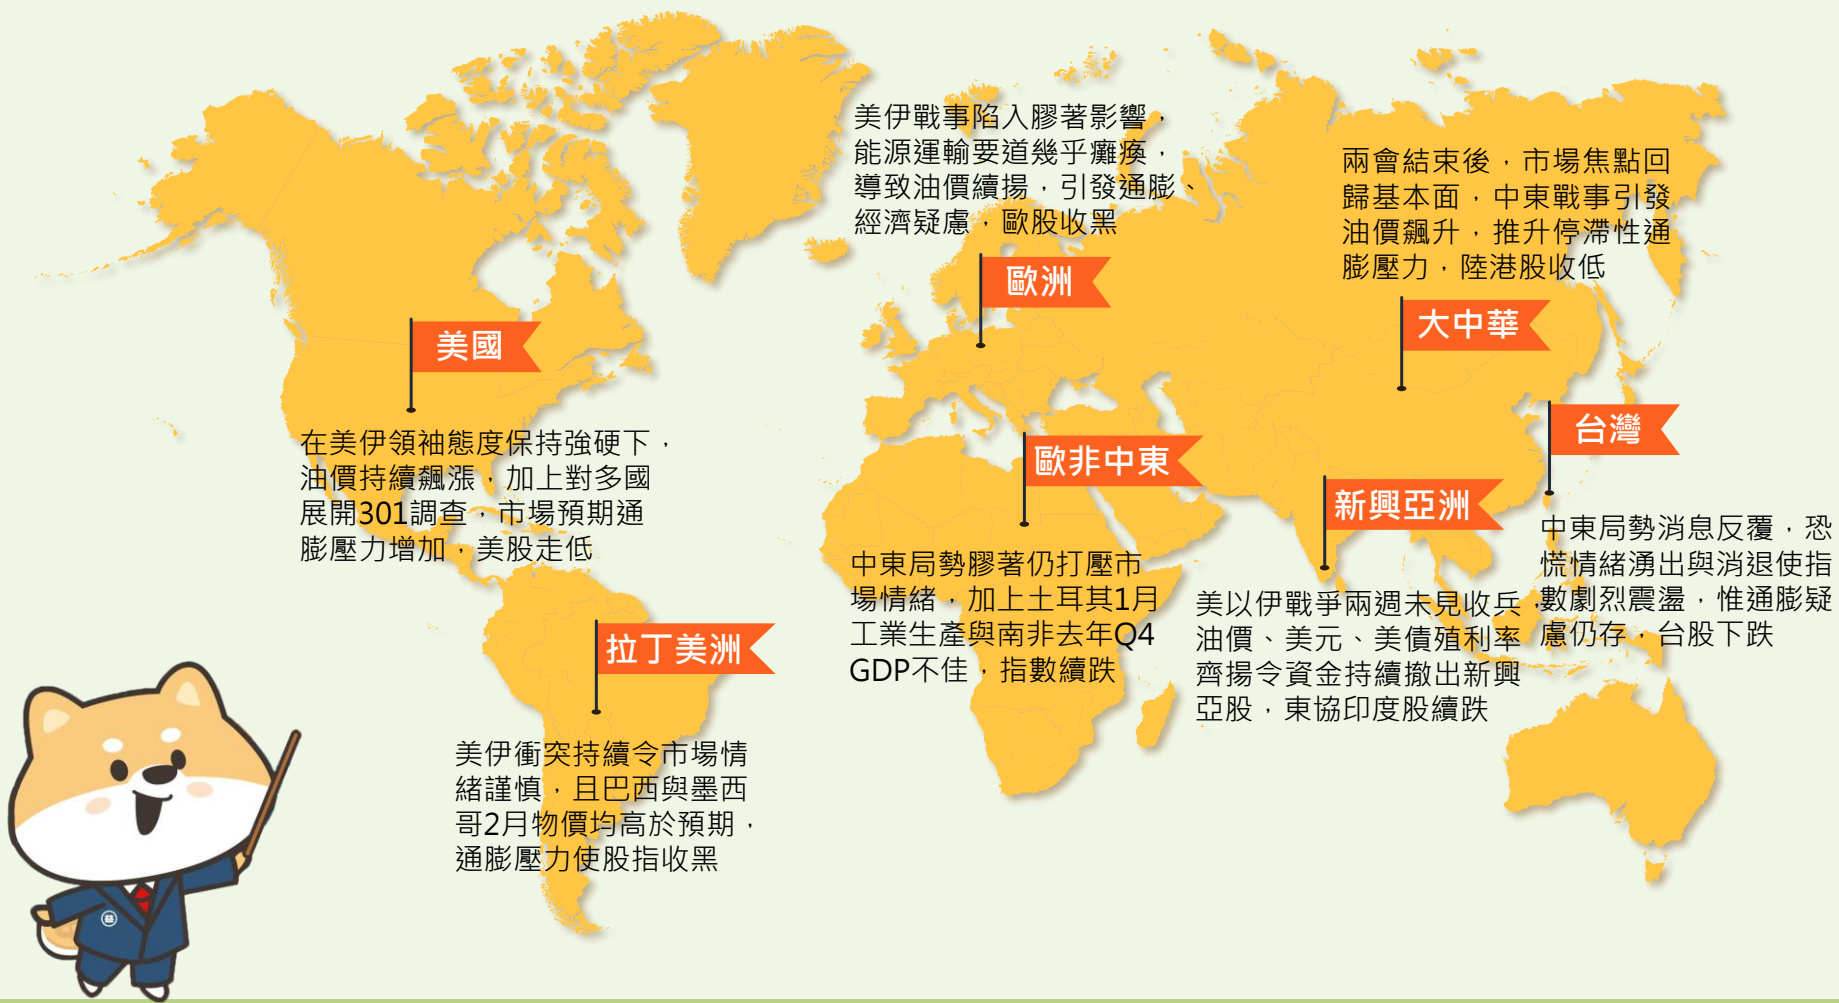 美伊戰事陷入膠著影響，
能源運輸要道幾乎癱瘓，
導致油價續揚，引發通膨、
經濟疑慮，歐股收黑
歐洲
兩會結束後，市場焦點回
歸基本面，中東戰事引發
油價飆升，推升停滯性通
膨壓力，陸港股收低
大中華
美國
在美伊領袖態度保持強硬下，
油價持續飆漲，加上對多國
展開301調查，市場預期通
膨壓力增加，美股走低
歐非中東
中東局勢膠著仍打壓市
場情緒，加上土耳其1月
工業生產與南非去年Q4
GDP不佳，指數續跌
新興亞洲
美以伊戰爭兩週未見收兵，
油價、美元、美債殖利率
齊揚令資金持續撤出新興
亞股，東協印度股續跌
台灣
中東局勢消息反覆，恐
慌情緒湧出與消退使指
數劇烈震盪，惟通膨疑
慮仍存，台股下跌
拉丁美洲
美伊衝突持續令市場情
緒謹慎，且巴西與墨西
哥2月物價均高於預期，
通膨壓力使股指收黑